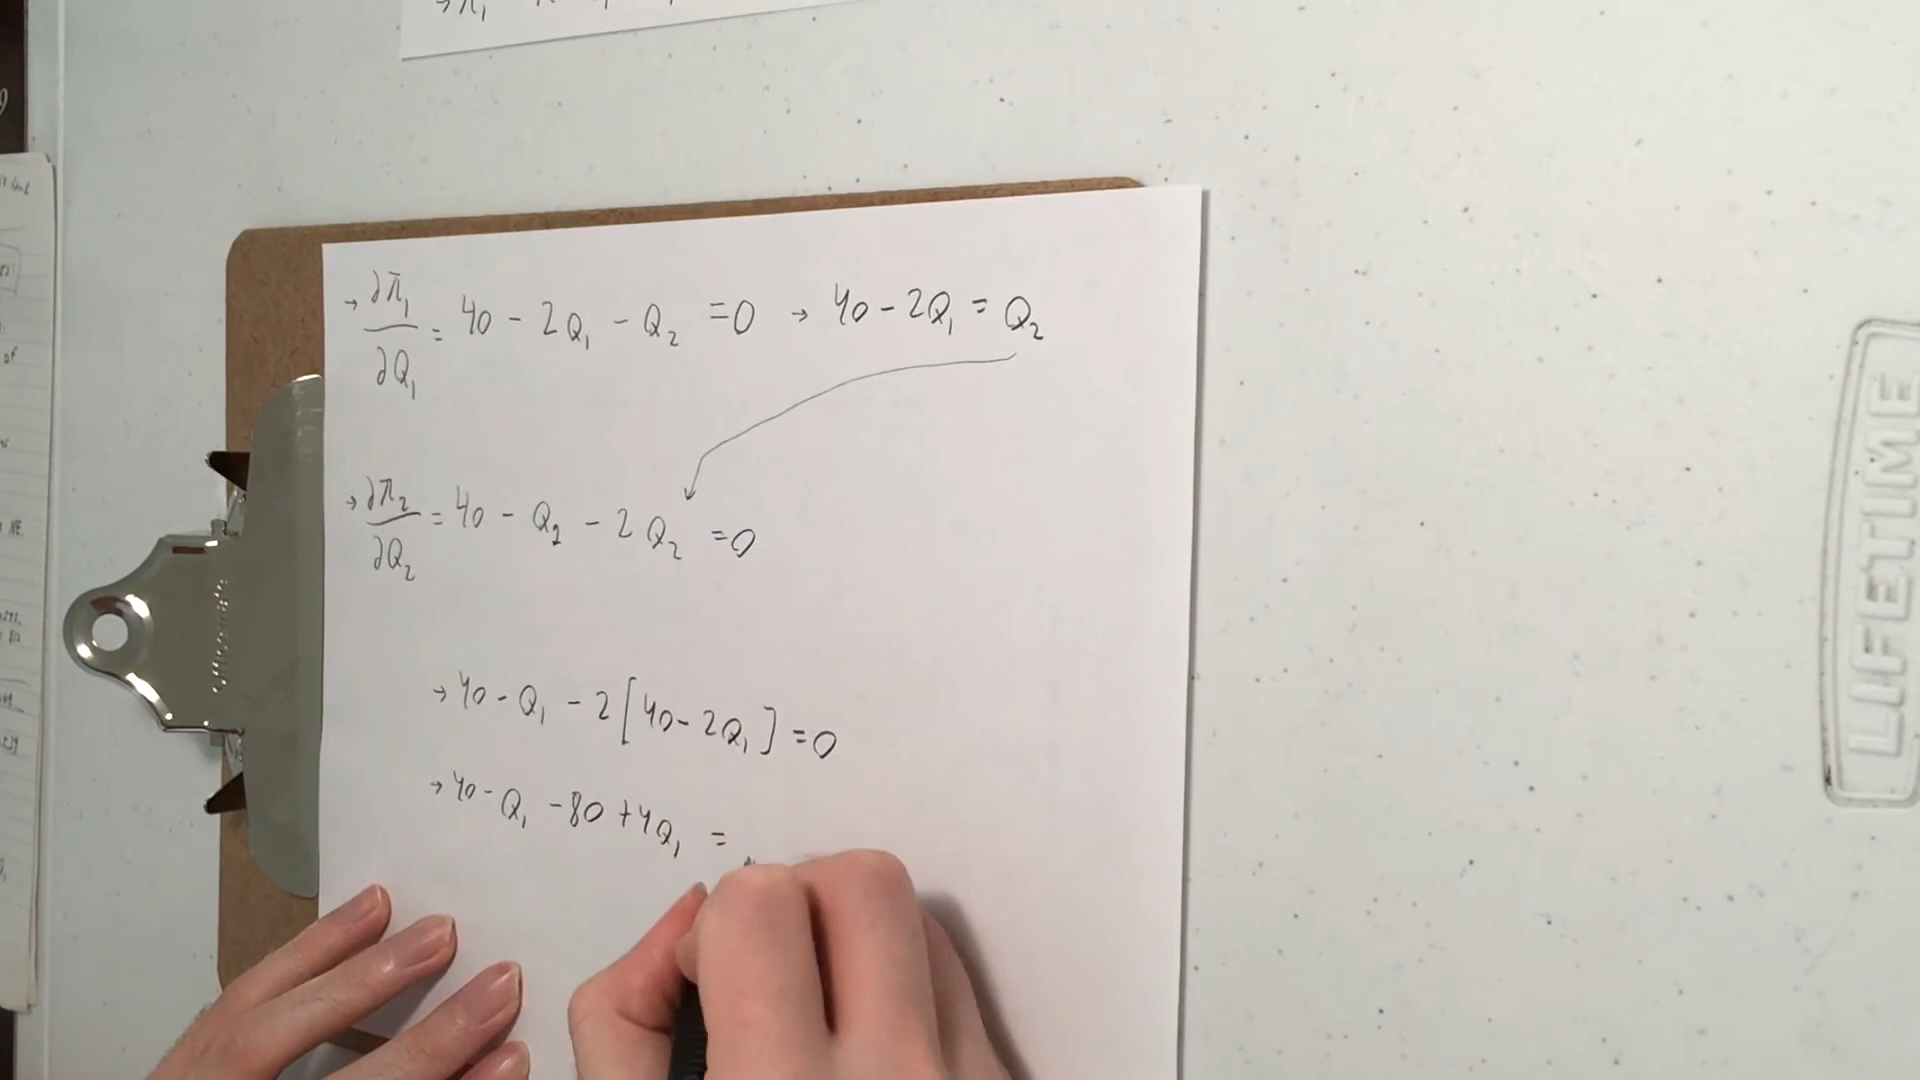 → ∂π₁/∂Q₁ = 40 - 2Q₁ - Q₂ = 0 → 40 - 2Q₁ = Q₂
→ ∂π₂/∂Q₂ = 40 - Q₂ - 2Q₂ = 0
→ 40 - Q₁ - 2[40 - 2Q₁] = 0
→ 40 - Q₁ - 80 + 4Q₁ =
LIFETIME